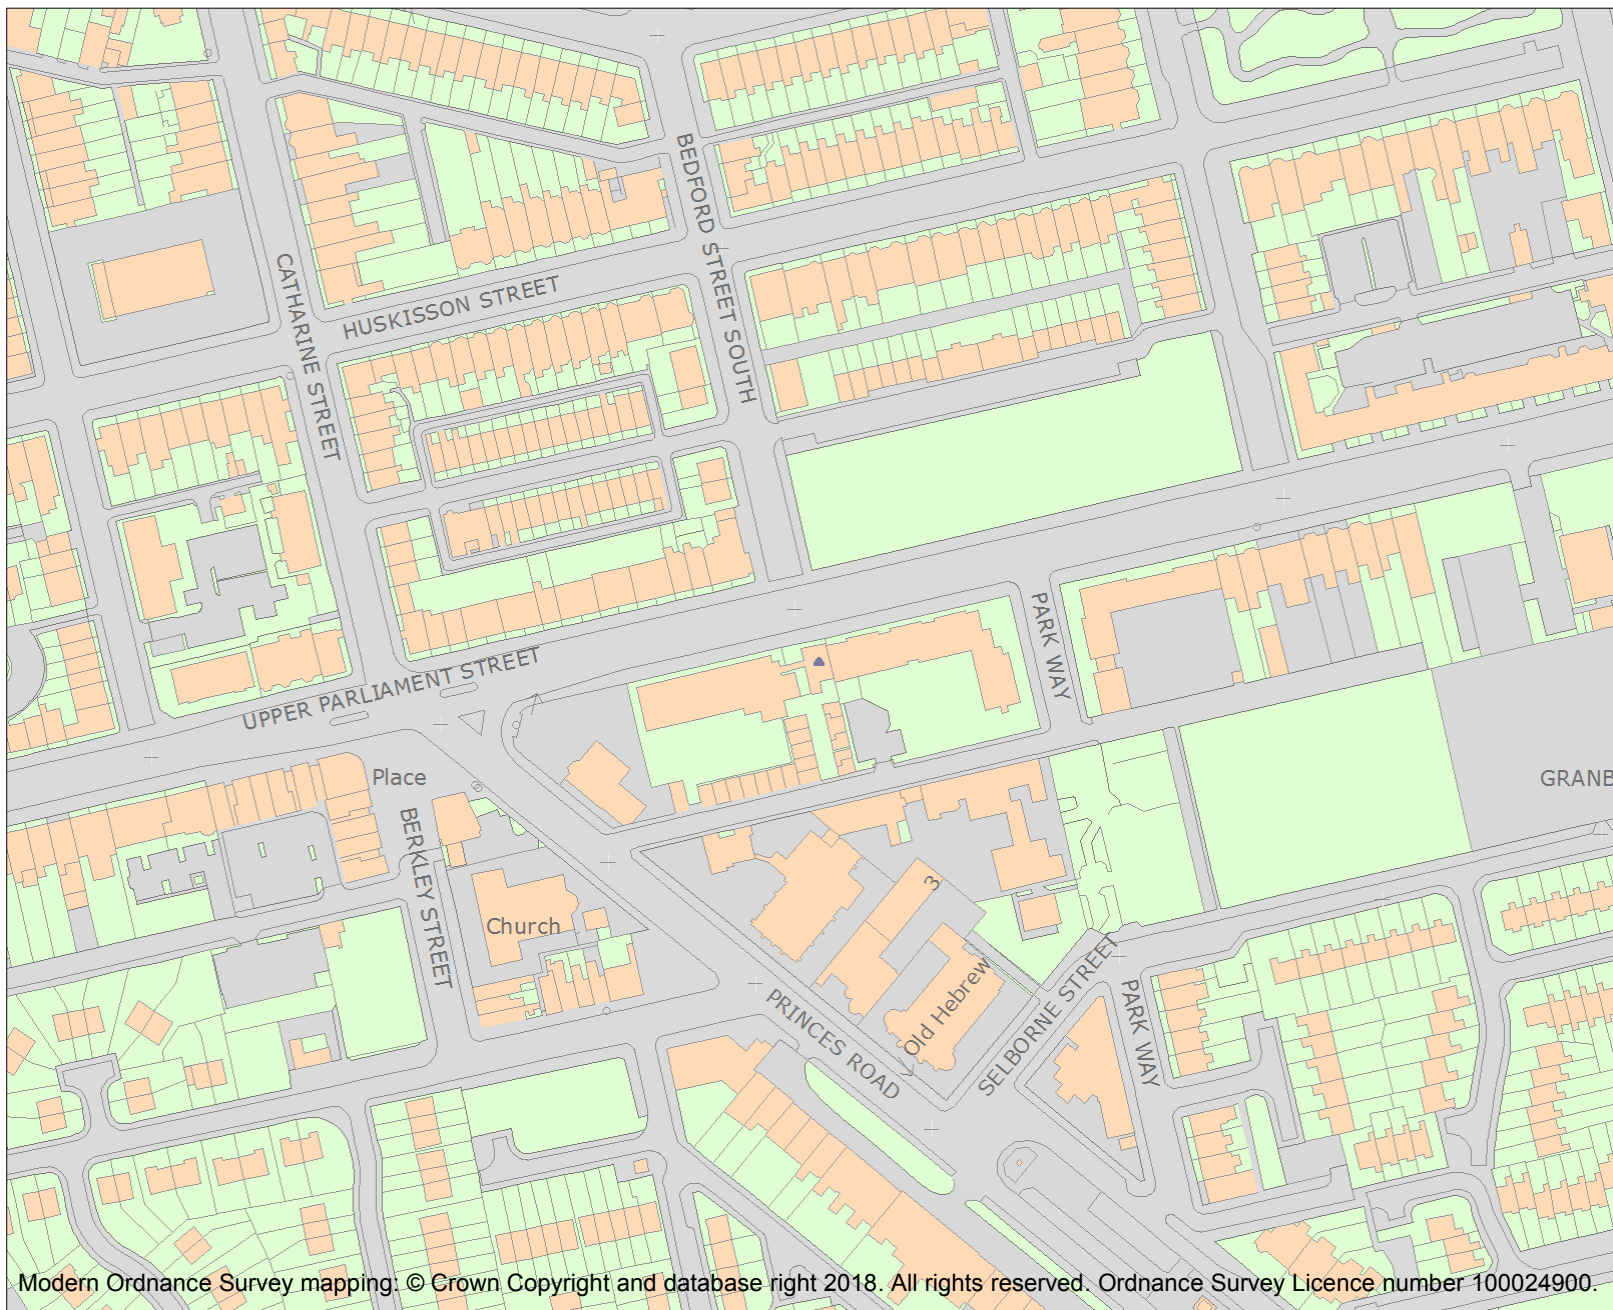 BEDFORD STREET SOUTH
CATHARINE STREET
HUSKISSON STREET
PARK WAY
UPPER PARLIAMENT STREET
Place
GRANB
BERKLEY STREET
3
Church
Old Hebrew
SELBORNE STREET
PARK WAY
PRINCES ROAD
Modern Ordnance Survey mapping: © Crown Copyright and database right 2018. All rights reserved. Ordnance Survey Licence number 100024900.